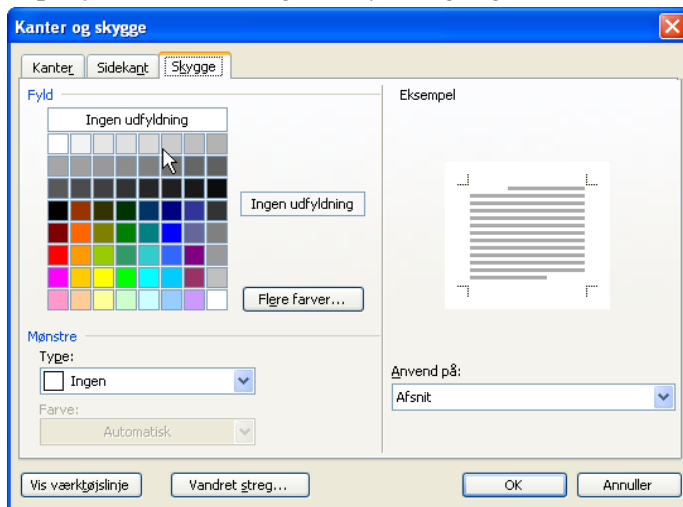 Kanter og skygge
Kanter Sidekant Skygge
Fyld
Ingen udfyldning
Ingen udfyldning
Flere farver...
Mønstre
Type:
Ingen
Farve:
Automatisk
Eksempel
Anvend på:
Afsnit
Vis værktøjslinje Vandret streg... OK Annuller